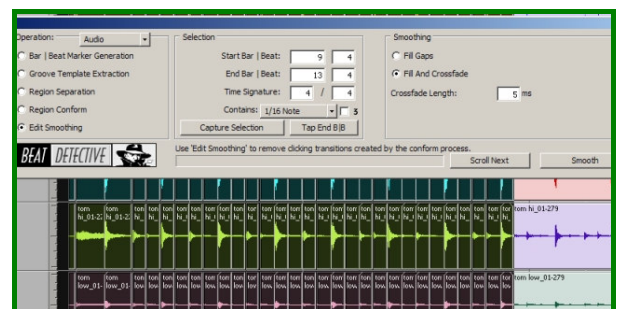 Operation: Audio
Bar | Beat Marker Generation
Groove Template Extraction
Region Separation
Region Conform
Edit Smoothing
Selection
Start Bar | Beat: 9 4
End Bar | Beat: 13 4
Time Signature: 4 / 4
Contains: 1/16 Note 3
Capture Selection Tap End B|B
Smoothing
Fill Gaps
Fill And Crossfade
Crossfade Length: 5 ms
BEAT DETECTIVE
Use 'Edit Smoothing' to remove clicking transitions created by the conform process.
Scroll Next Smooth
tom hi_01-279
tom low_01-279